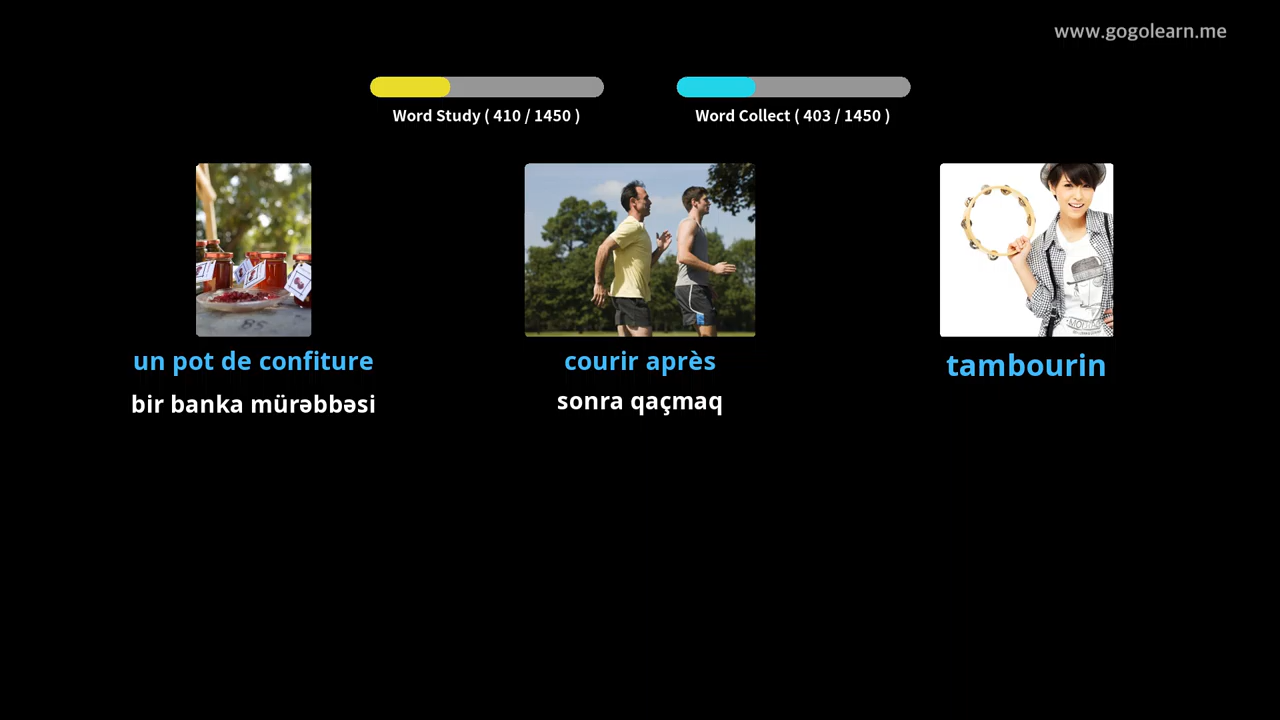 www.gogolearn.me
Word Study ( 410 / 1450 )
Word Collect ( 403 / 1450 )
un pot de confiture
bir banka mürəbbəsi
courir après
sonra qaçmaq
tambourin